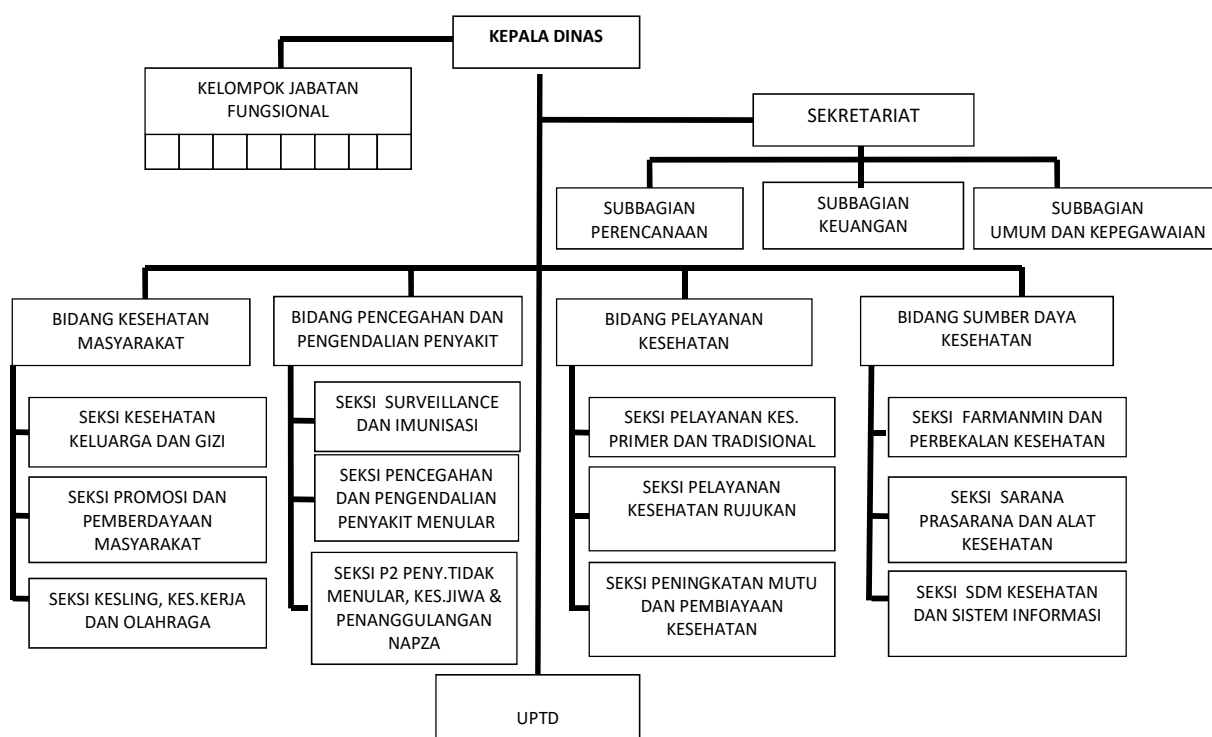 KEPALA DINAS
KELOMPOK JABATAN
FUNGSIONAL
SEKRETARIAT
SUBBAGIAN
PERENCANAAN
SUBBAGIAN
KEUANGAN
SUBBAGIAN
UMUM DAN KEPEGAWAIAN
BIDANG KESEHATAN
MASYARAKAT
BIDANG PENCEGAHAN DAN
PENGENDALIAN PENYAKIT
BIDANG PELAYANAN
KESEHATAN
BIDANG SUMBER DAYA
KESEHATAN
SEKSI KESEHATAN
KELUARGA DAN GIZI
SEKSI PROMOSI DAN
PEMBERDAYAAN
MASYARAKAT
SEKSI KESLING, KES.KERJA
DAN OLAHRAGA
SEKSI SURVEILLANCE
DAN IMUNISASI
SEKSI PENCEGAHAN
DAN PENGENDALIAN
PENYAKIT MENULAR
SEKSI P2 PENY.TIDAK
MENULAR, KES.JIWA &
PENANGGULANGAN
NAPZA
SEKSI PELAYANAN KES.
PRIMER DAN TRADISIONAL
SEKSI PELAYANAN
KESEHATAN RUJUKAN
SEKSI PENINGKATAN MUTU
DAN PEMBIAYAAN
KESEHATAN
SEKSI FARMANMIN DAN
PERBEKALAN KESEHATAN
SEKSI SARANA
PRASARANA DAN ALAT
KESEHATAN
SEKSI SDM KESEHATAN
DAN SISTEM INFORMASI
UPTD